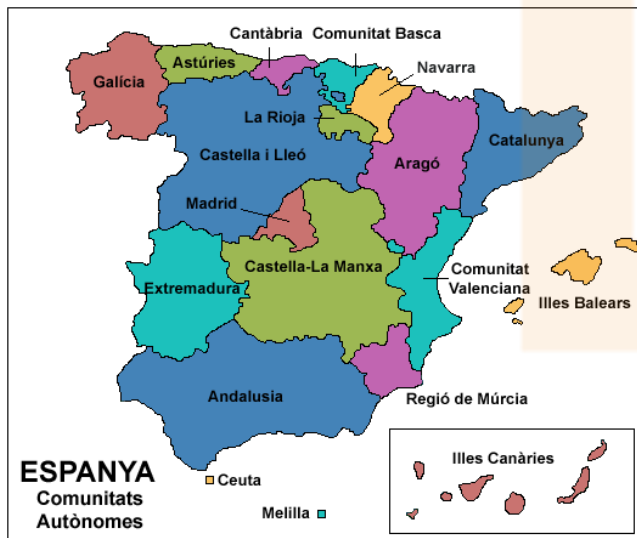 Cantàbria
Comunitat Basca
Astúries
Navarra
Galícia
La Rioja
Castella i Lleó
Catalunya
Aragó
Madrid
Castella-La Manxa
Comunitat
Valenciana
Extremadura
Illes Balears
Andalusia
Regió de Múrcia
ESPANYA
Comunitats
Autònomes
Ceuta
Melilla
Illes Canàries